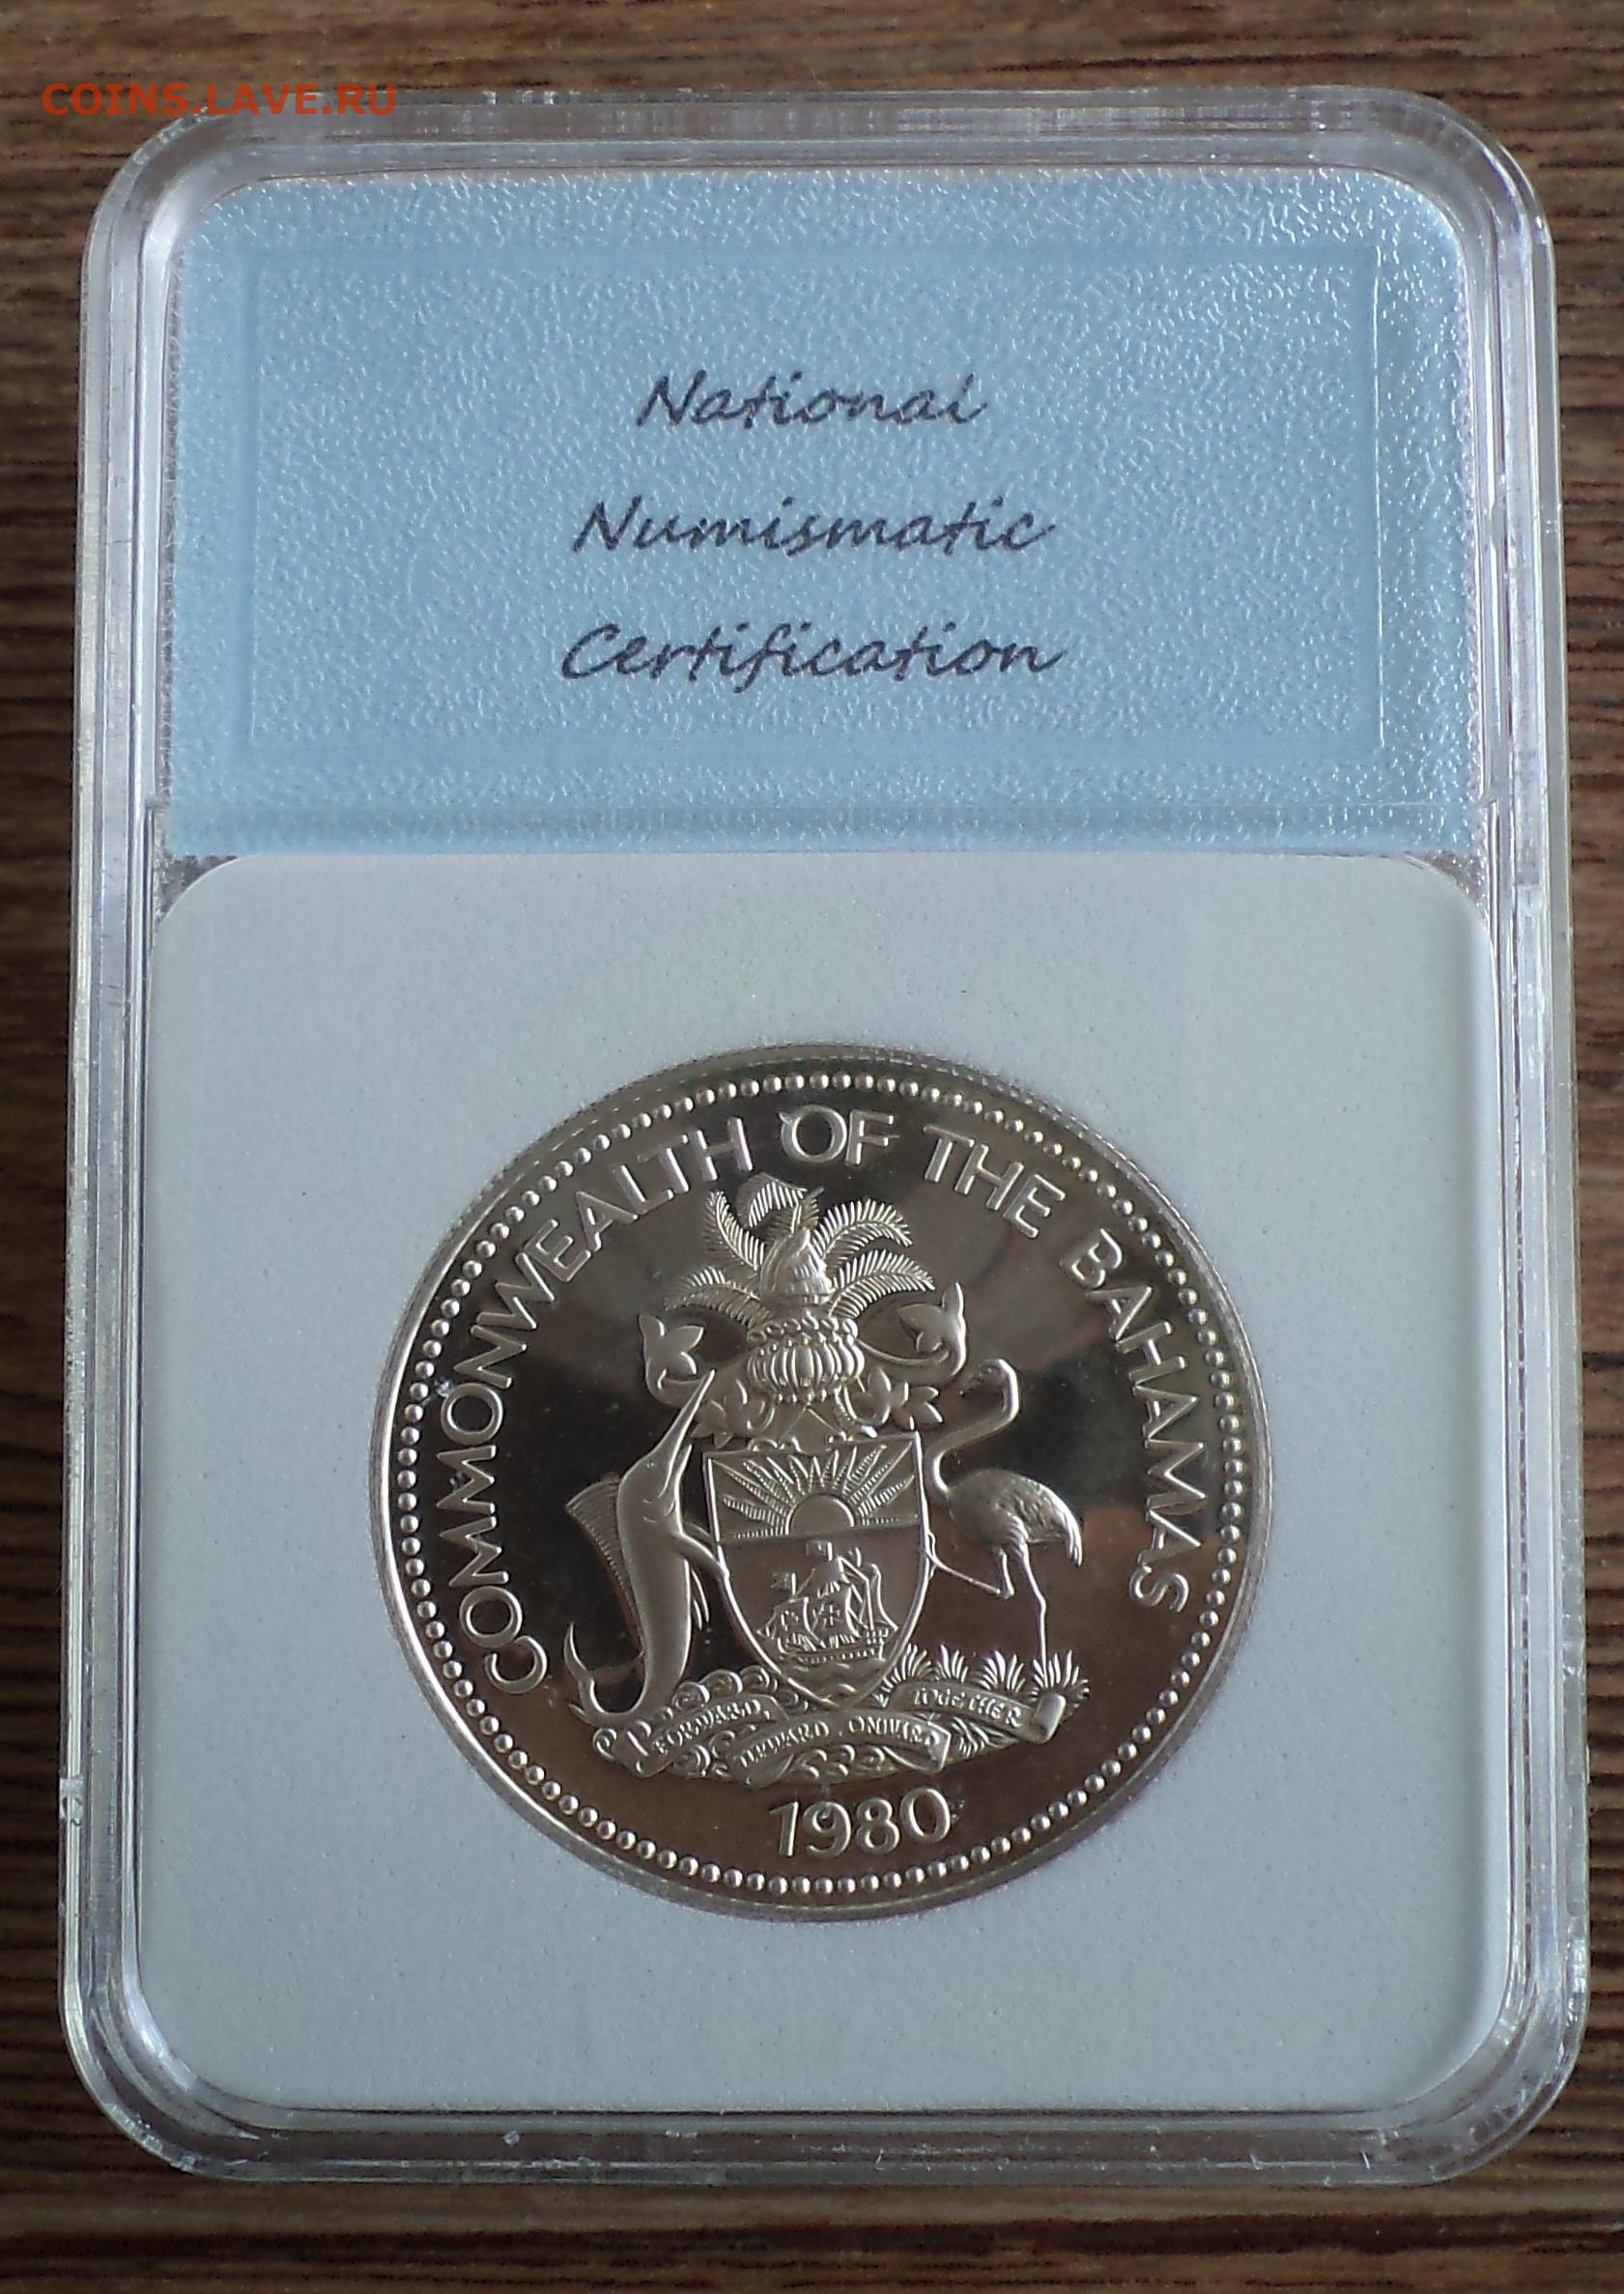 COINS.LAVE.RU
National
Numismatic
Certification
COMMONWEALTH OF THE BAHAMAS
FORWARD, UPWARD, ONWARD TOGETHER
1980